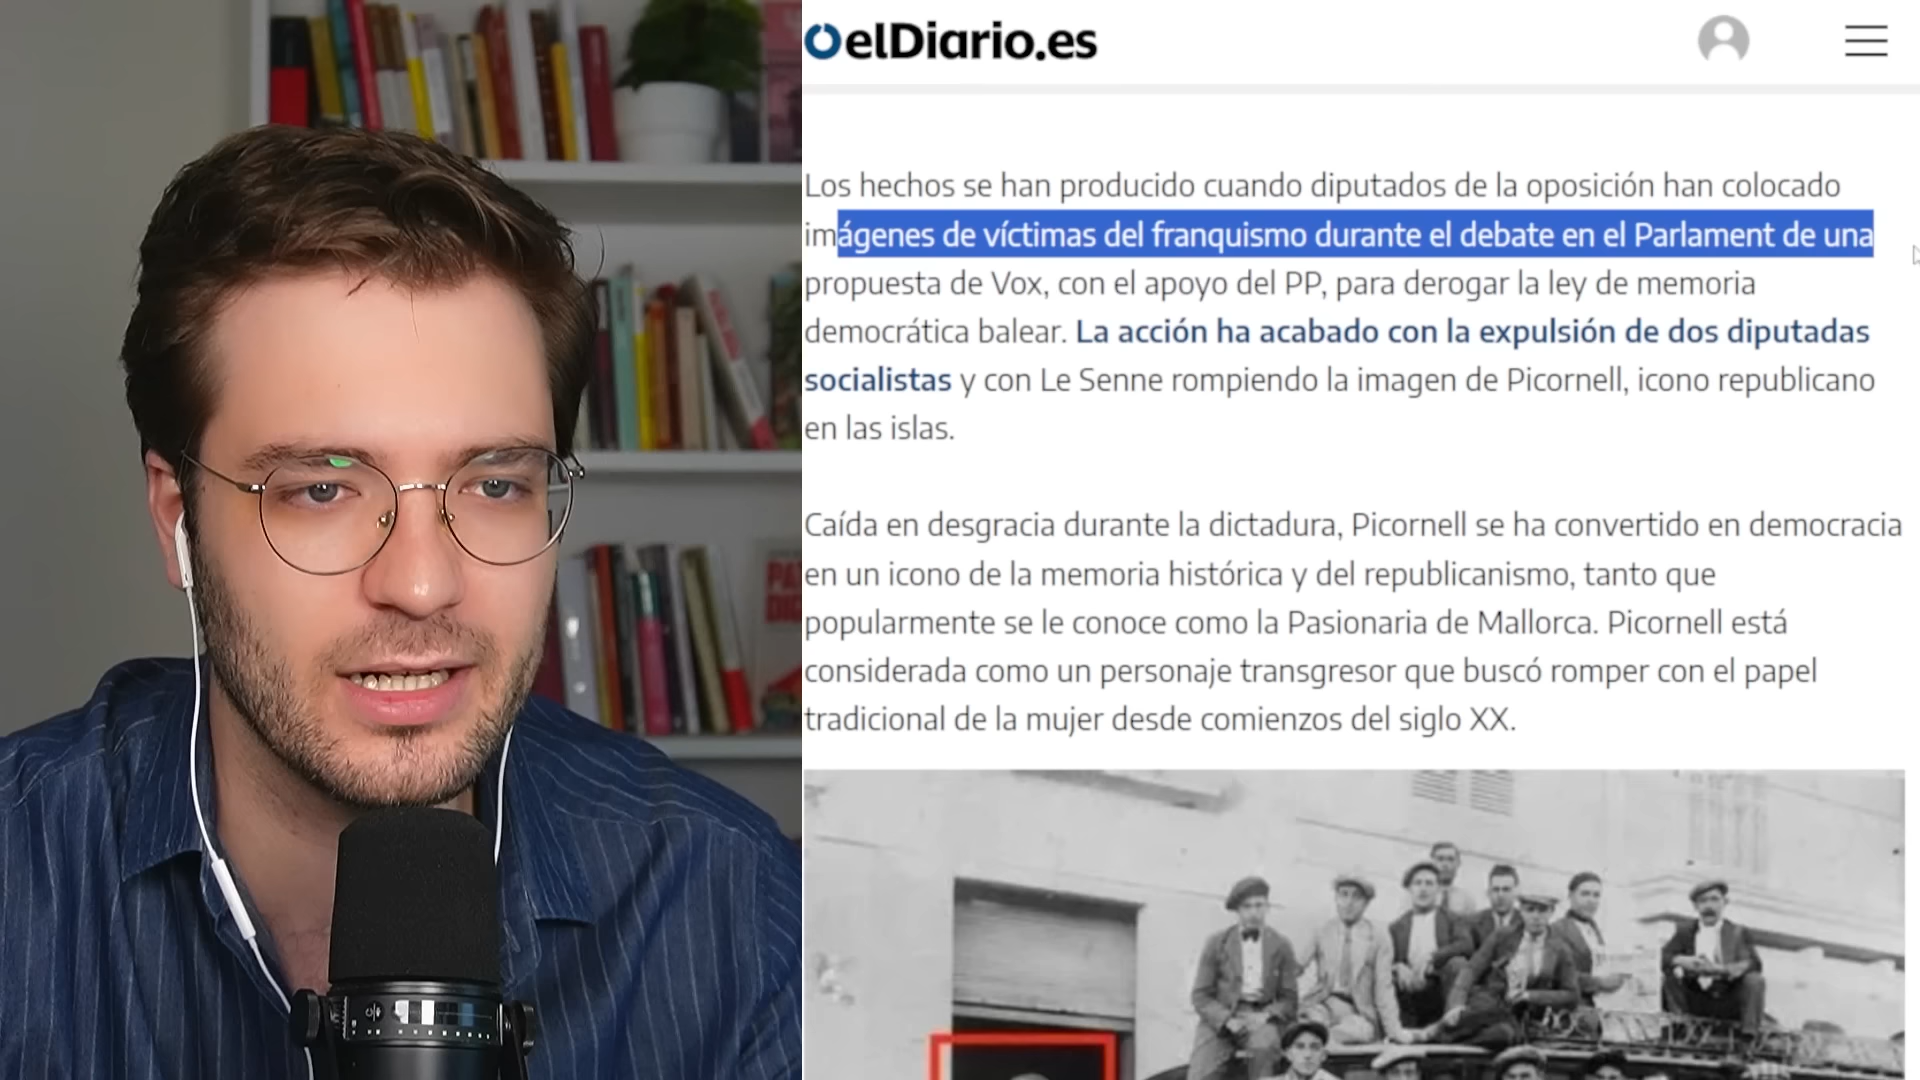 elDiario.es
Los hechos se han producido cuando diputados de la oposición han colocado
imágenes de víctimas del franquismo durante el debate en el Parlament de una
propuesta de Vox, con el apoyo del PP, para derogar la ley de memoria
democrática balear. La acción ha acabado con la expulsión de dos diputadas
socialistas y con Le Senne rompiendo la imagen de Picornell, icono republicano
en las islas.
Caída en desgracia durante la dictadura, Picornell se ha convertido en democracia
en un icono de la memoria histórica y del republicanismo, tanto que
popularmente se le conoce como la Pasionaria de Mallorca. Picornell está
considerada como un personaje transgresor que buscó romper con el papel
tradicional de la mujer desde comienzos del siglo XX.